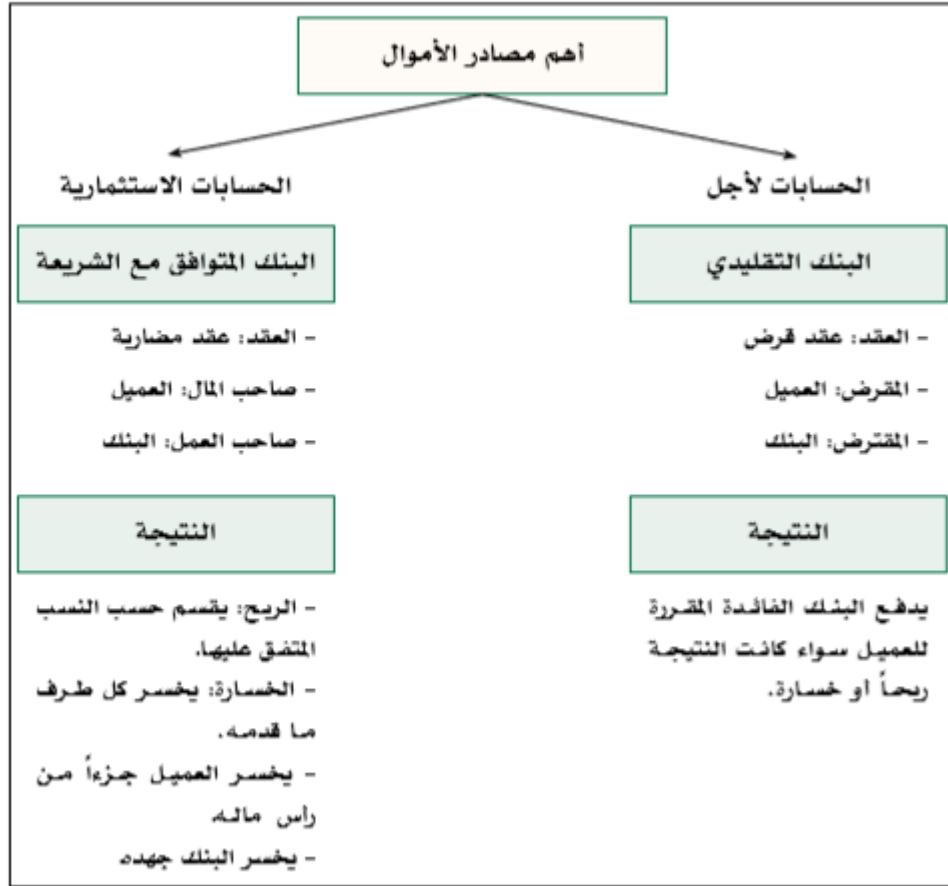 أهم مصادر الأموال
الحسابات لأجل
البنك التقليدي
- العقد: عقد قرض
- المقرض: العميل
- المقترض: البنك
النتيجة
يدفع البنك الفائدة المقررة
للعميل سواء كانت النتيجة
ربحاً أو خسارة.
الحسابات الاستثمارية
البنك المتوافق مع الشريعة
- العقد: عقد مضاربة
- صاحب المال: العميل
- صاحب العمل: البنك
النتيجة
- الربح: يقسم حسب النسب
المتفق عليها.
- الخسارة: يخسر كل طرف
ما قدمه.
- يخسر العميل جزءاً من
رأس ماله
- يخسر البنك جهده